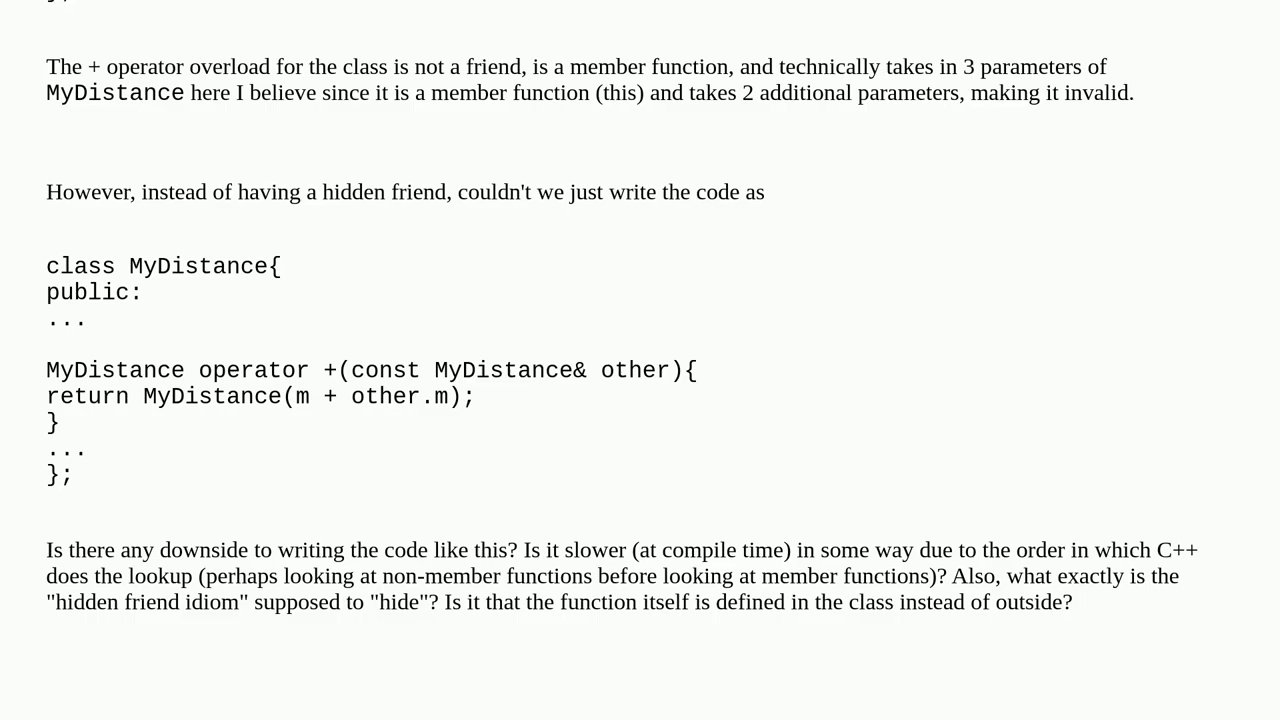 };
The + operator overload for the class is not a friend, is a member function, and technically takes in 3 parameters of
MyDistance here I believe since it is a member function (this) and takes 2 additional parameters, making it invalid.
However, instead of having a hidden friend, couldn't we just write the code as
class MyDistance{
public:
...
MyDistance operator +(const MyDistance& other){
return MyDistance(m + other.m);
}
...
};
Is there any downside to writing the code like this? Is it slower (at compile time) in some way due to the order in which C++
does the lookup (perhaps looking at non-member functions before looking at member functions)? Also, what exactly is the
"hidden friend idiom" supposed to "hide"? Is it that the function itself is defined in the class instead of outside?